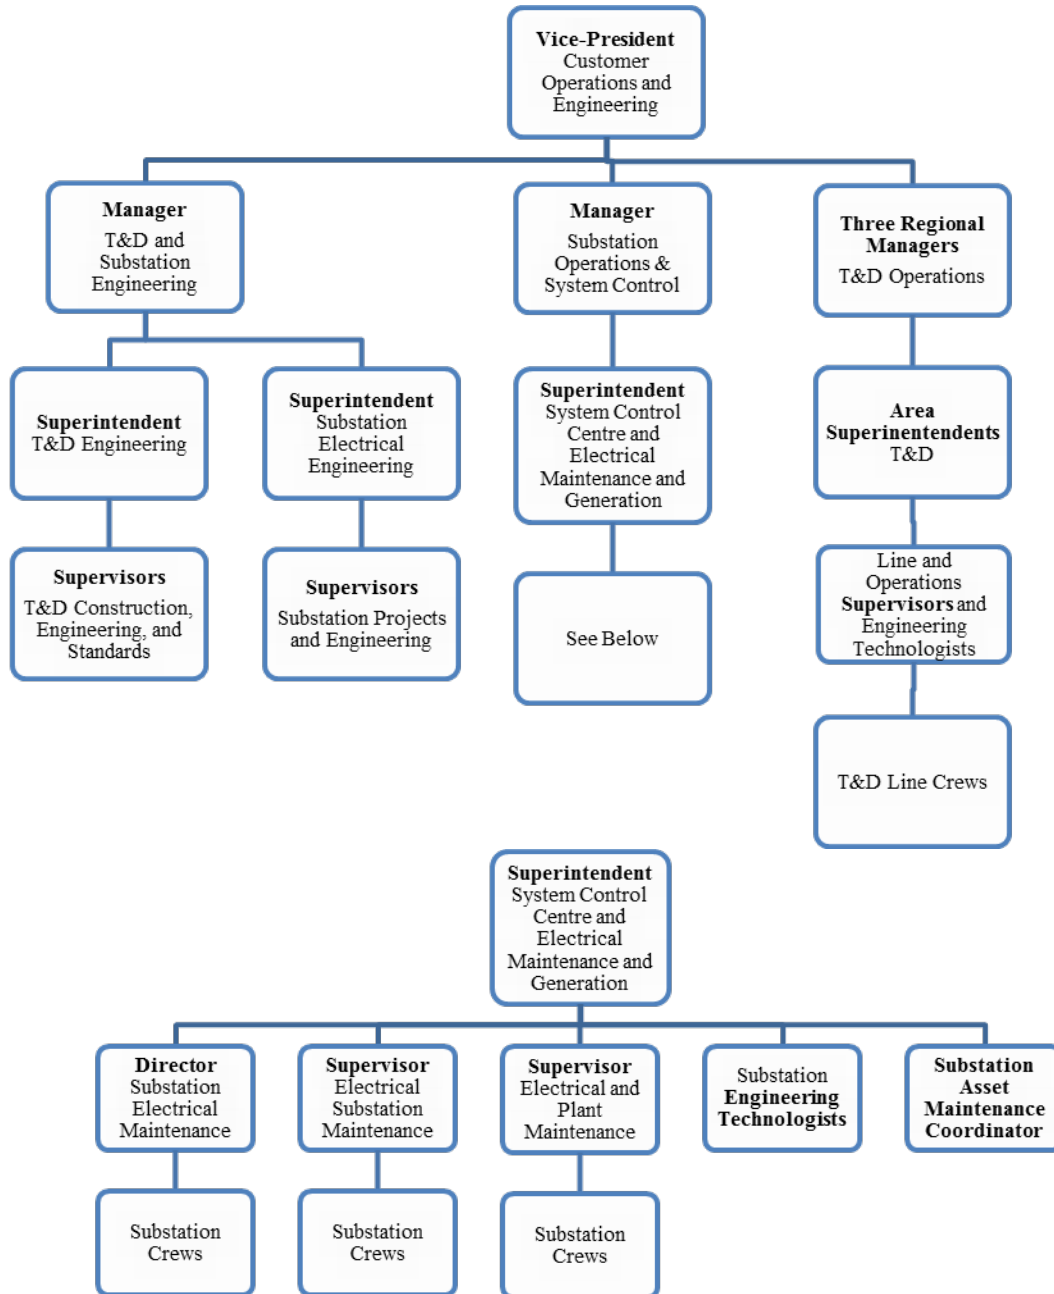 Vice-President
Customer
Operations and
Engineering
Manager
T&D and
Substation
Engineering
Manager
Substation
Operations &
System Control
Three Regional
Managers
T&D Operations
Superintendent
T&D Engineering
Superintendent
Substation
Electrical
Engineering
Superintendent
System Control
Centre and
Electrical
Maintenance and
Generation
Area
Superinentendents
T&D
Supervisors
T&D Construction,
Engineering, and
Standards
Supervisors
Substation Projects
and Engineering
See Below
Line and
Operations
Supervisors and
Engineering
Technologists
T&D Line Crews
Superintendent
System Control
Centre and
Electrical
Maintenance and
Generation
Director
Substation
Electrical
Maintenance
Supervisor
Electrical
Substation
Maintenance
Supervisor
Electrical and
Plant
Maintenance
Substation
Engineering
Technologists
Substation
Asset
Maintenance
Coordinator
Substation
Crews
Substation
Crews
Substation
Crews